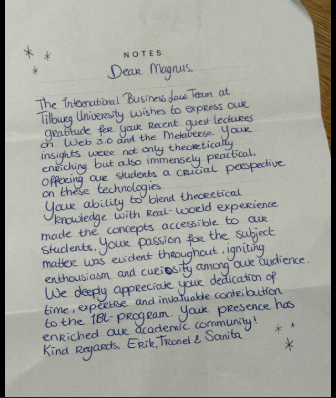 NOTES
Dear Magnus,
The International Business Law Team at
Tilburg University wishes to express our
gratitude for your recent guest lectures
on Web 3.0 and the Metaverse. Your
insights were not only theoretically
enriching but also immensely practical,
offering our students a crucial perspective
on these technologies.
Your ability to blend theoretical
knowledge with real-world experience
made the concepts accessible to our
students. Your passion for the subject
matter was evident throughout, igniting
enthousiasm and curiosity among our audience.
We deeply appreciate your dedication of
time, expertise and invaluable contribution
to the IBL-program. Your presence has
enriched our academic community!
Kind Regards, Erik, Tronel & Sanita